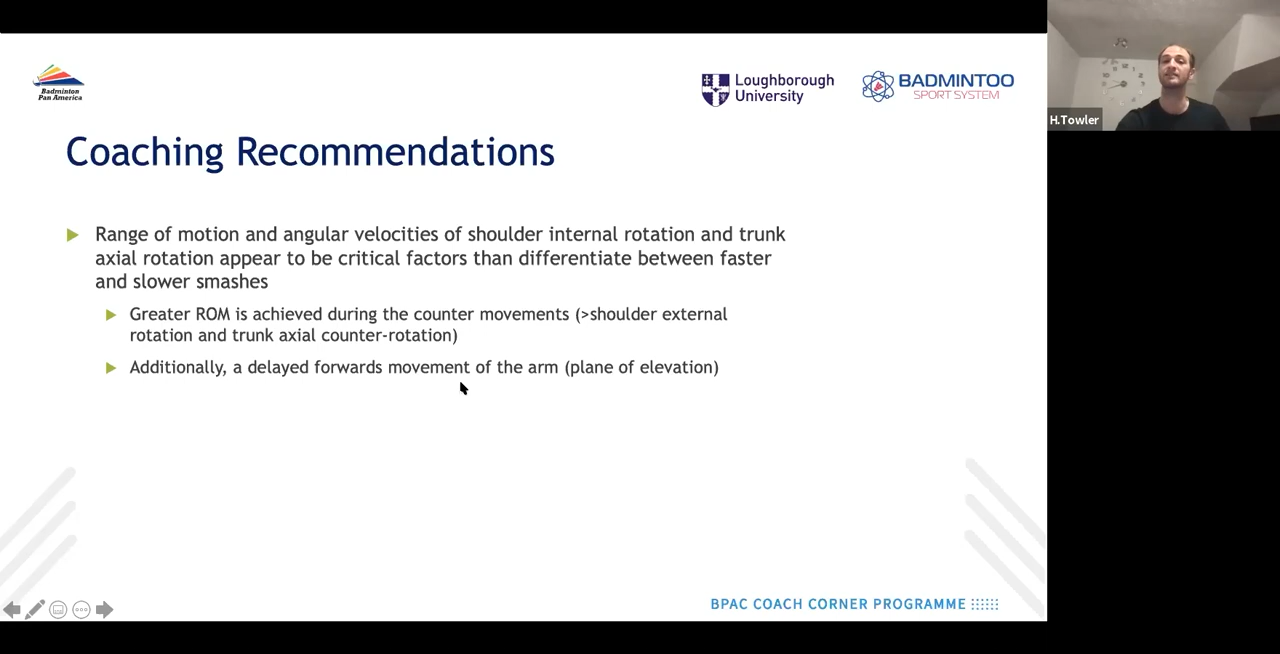 Badminton
Pan America
Loughborough
University
BADMINTOO
SPORT SYSTEM
H.Towler
Coaching Recommendations
Range of motion and angular velocities of shoulder internal rotation and trunk
axial rotation appear to be critical factors than differentiate between faster
and slower smashes
Greater ROM is achieved during the counter movements (>shoulder external
rotation and trunk axial counter-rotation)
Additionally, a delayed forwards movement of the arm (plane of elevation)
BPAC COACH CORNER PROGRAMME